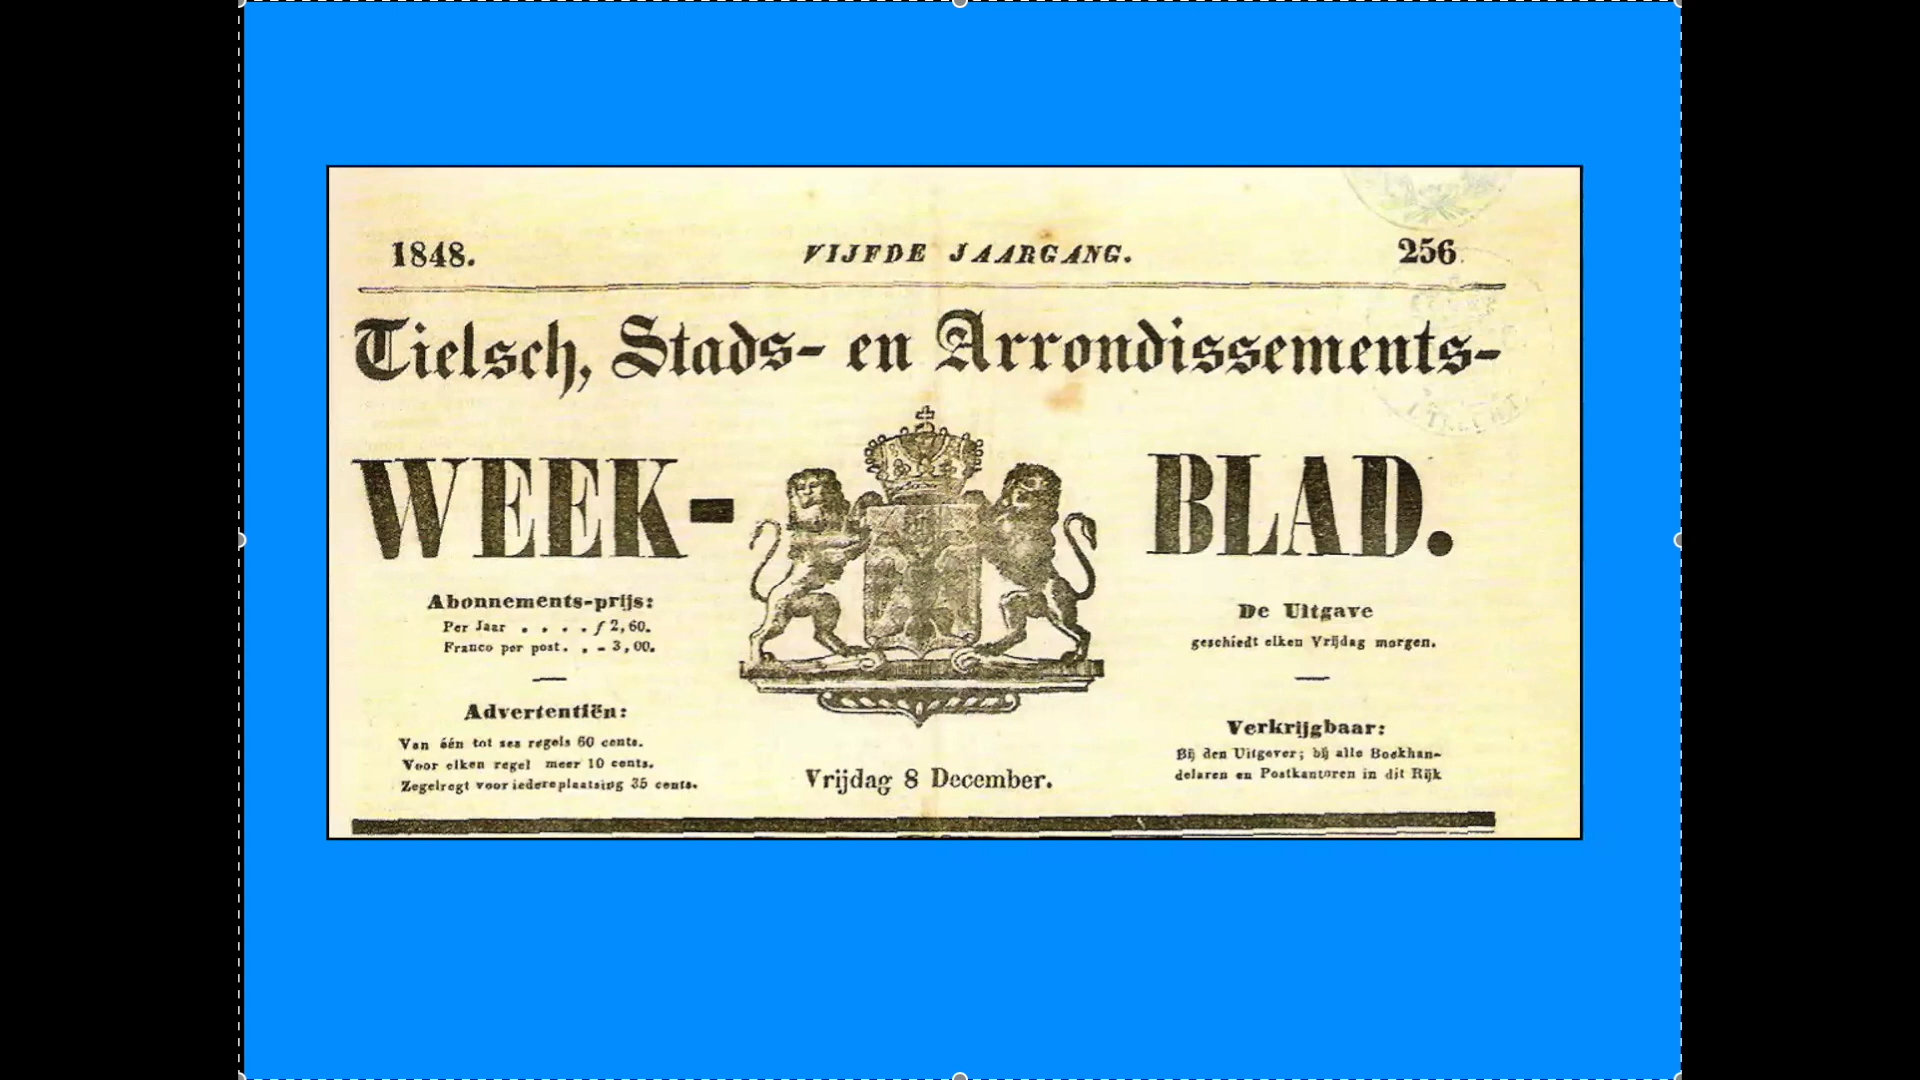 1848.
VIJFDE JAARGANG.
256
Tielsch, Stads- en Arrondissements-
WEEK-
BLAD.
Abonnements-prijs:
Per Jaar . . . . ƒ 2,60.
Franco per post. . - 3,00.
Advertentiën:
Van één tot ses regels 60 cents.
Voor elken regel meer 10 cents.
Zegelregt voor iedere plaatsing 35 cents.
Vrijdag 8 December.
De Uitgave
geschiedt elken Vrijdag morgen.
Verkrijgbaar:
Bij den Uitgever; bij alle Boekhan-
delaren en Postkantoren in dit Rijk